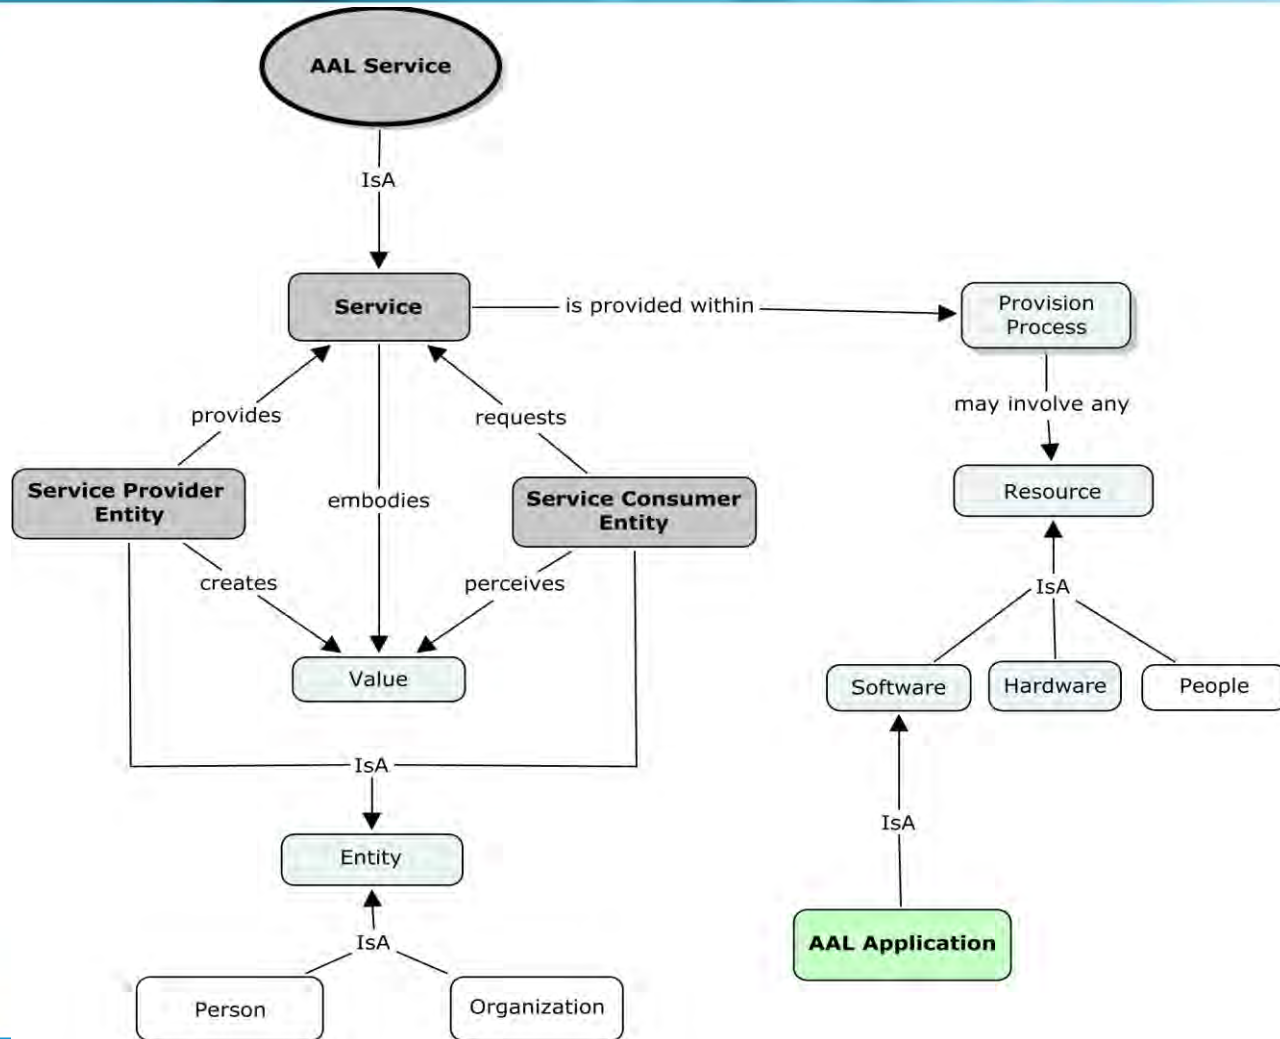 AAL Service
IsA
Service
is provided within
Provision
Process
provides
requests
may involve any
Service Provider
Entity
embodies
Service Consumer
Entity
Resource
creates
perceives
IsA
Value
Software
Hardware
People
IsA
IsA
Entity
AAL Application
IsA
Person
Organization